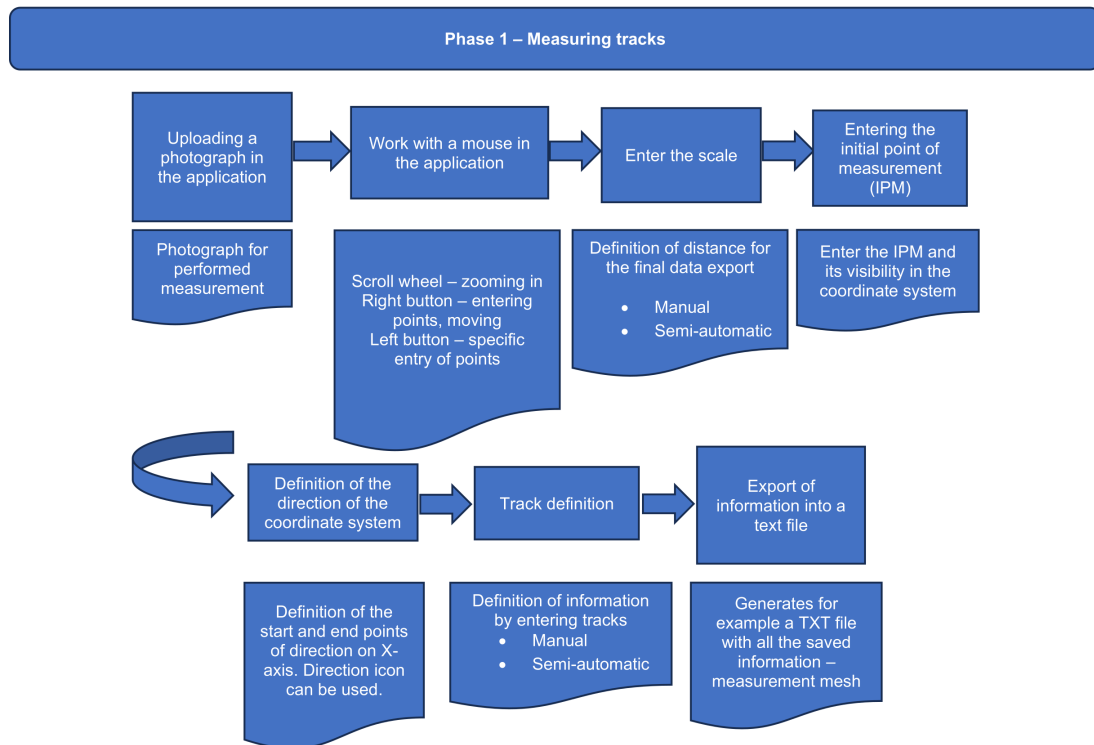 Phase 1 – Measuring tracks
Uploading a
photograph in
the application
Work with a mouse in
the application
Enter the scale
Entering the
initial point of
measurement
(IPM)
Photograph for
performed
measurement
Scroll wheel – zooming in
Right button – entering
points, moving
Left button – specific
entry of points
Definition of distance for
the final data export
• Manual
• Semi-automatic
Enter the IPM and
its visibility in the
coordinate system
Definition of the
direction of the
coordinate system
Track definition
Export of
information into a
text file
Definition of the
start and end points
of direction on X-
axis. Direction icon
can be used.
Definition of information
by entering tracks
• Manual
• Semi-automatic
Generates for
example a TXT file
with all the saved
information –
measurement mesh